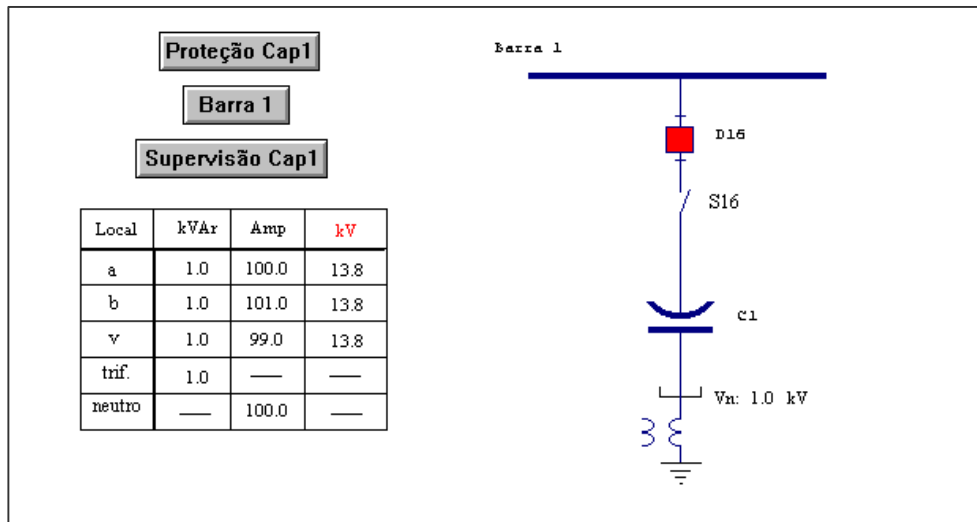 Proteção Cap1
Barra 1
Supervisão Cap1
Local kVAr Amp kV
a 1.0 100.0 13.8
b 1.0 101.0 13.8
v 1.0 99.0 13.8
trif. 1.0 — —
neutro — 100.0 —
Barra 1
D16
S16
C1
Vn: 1.0 kV